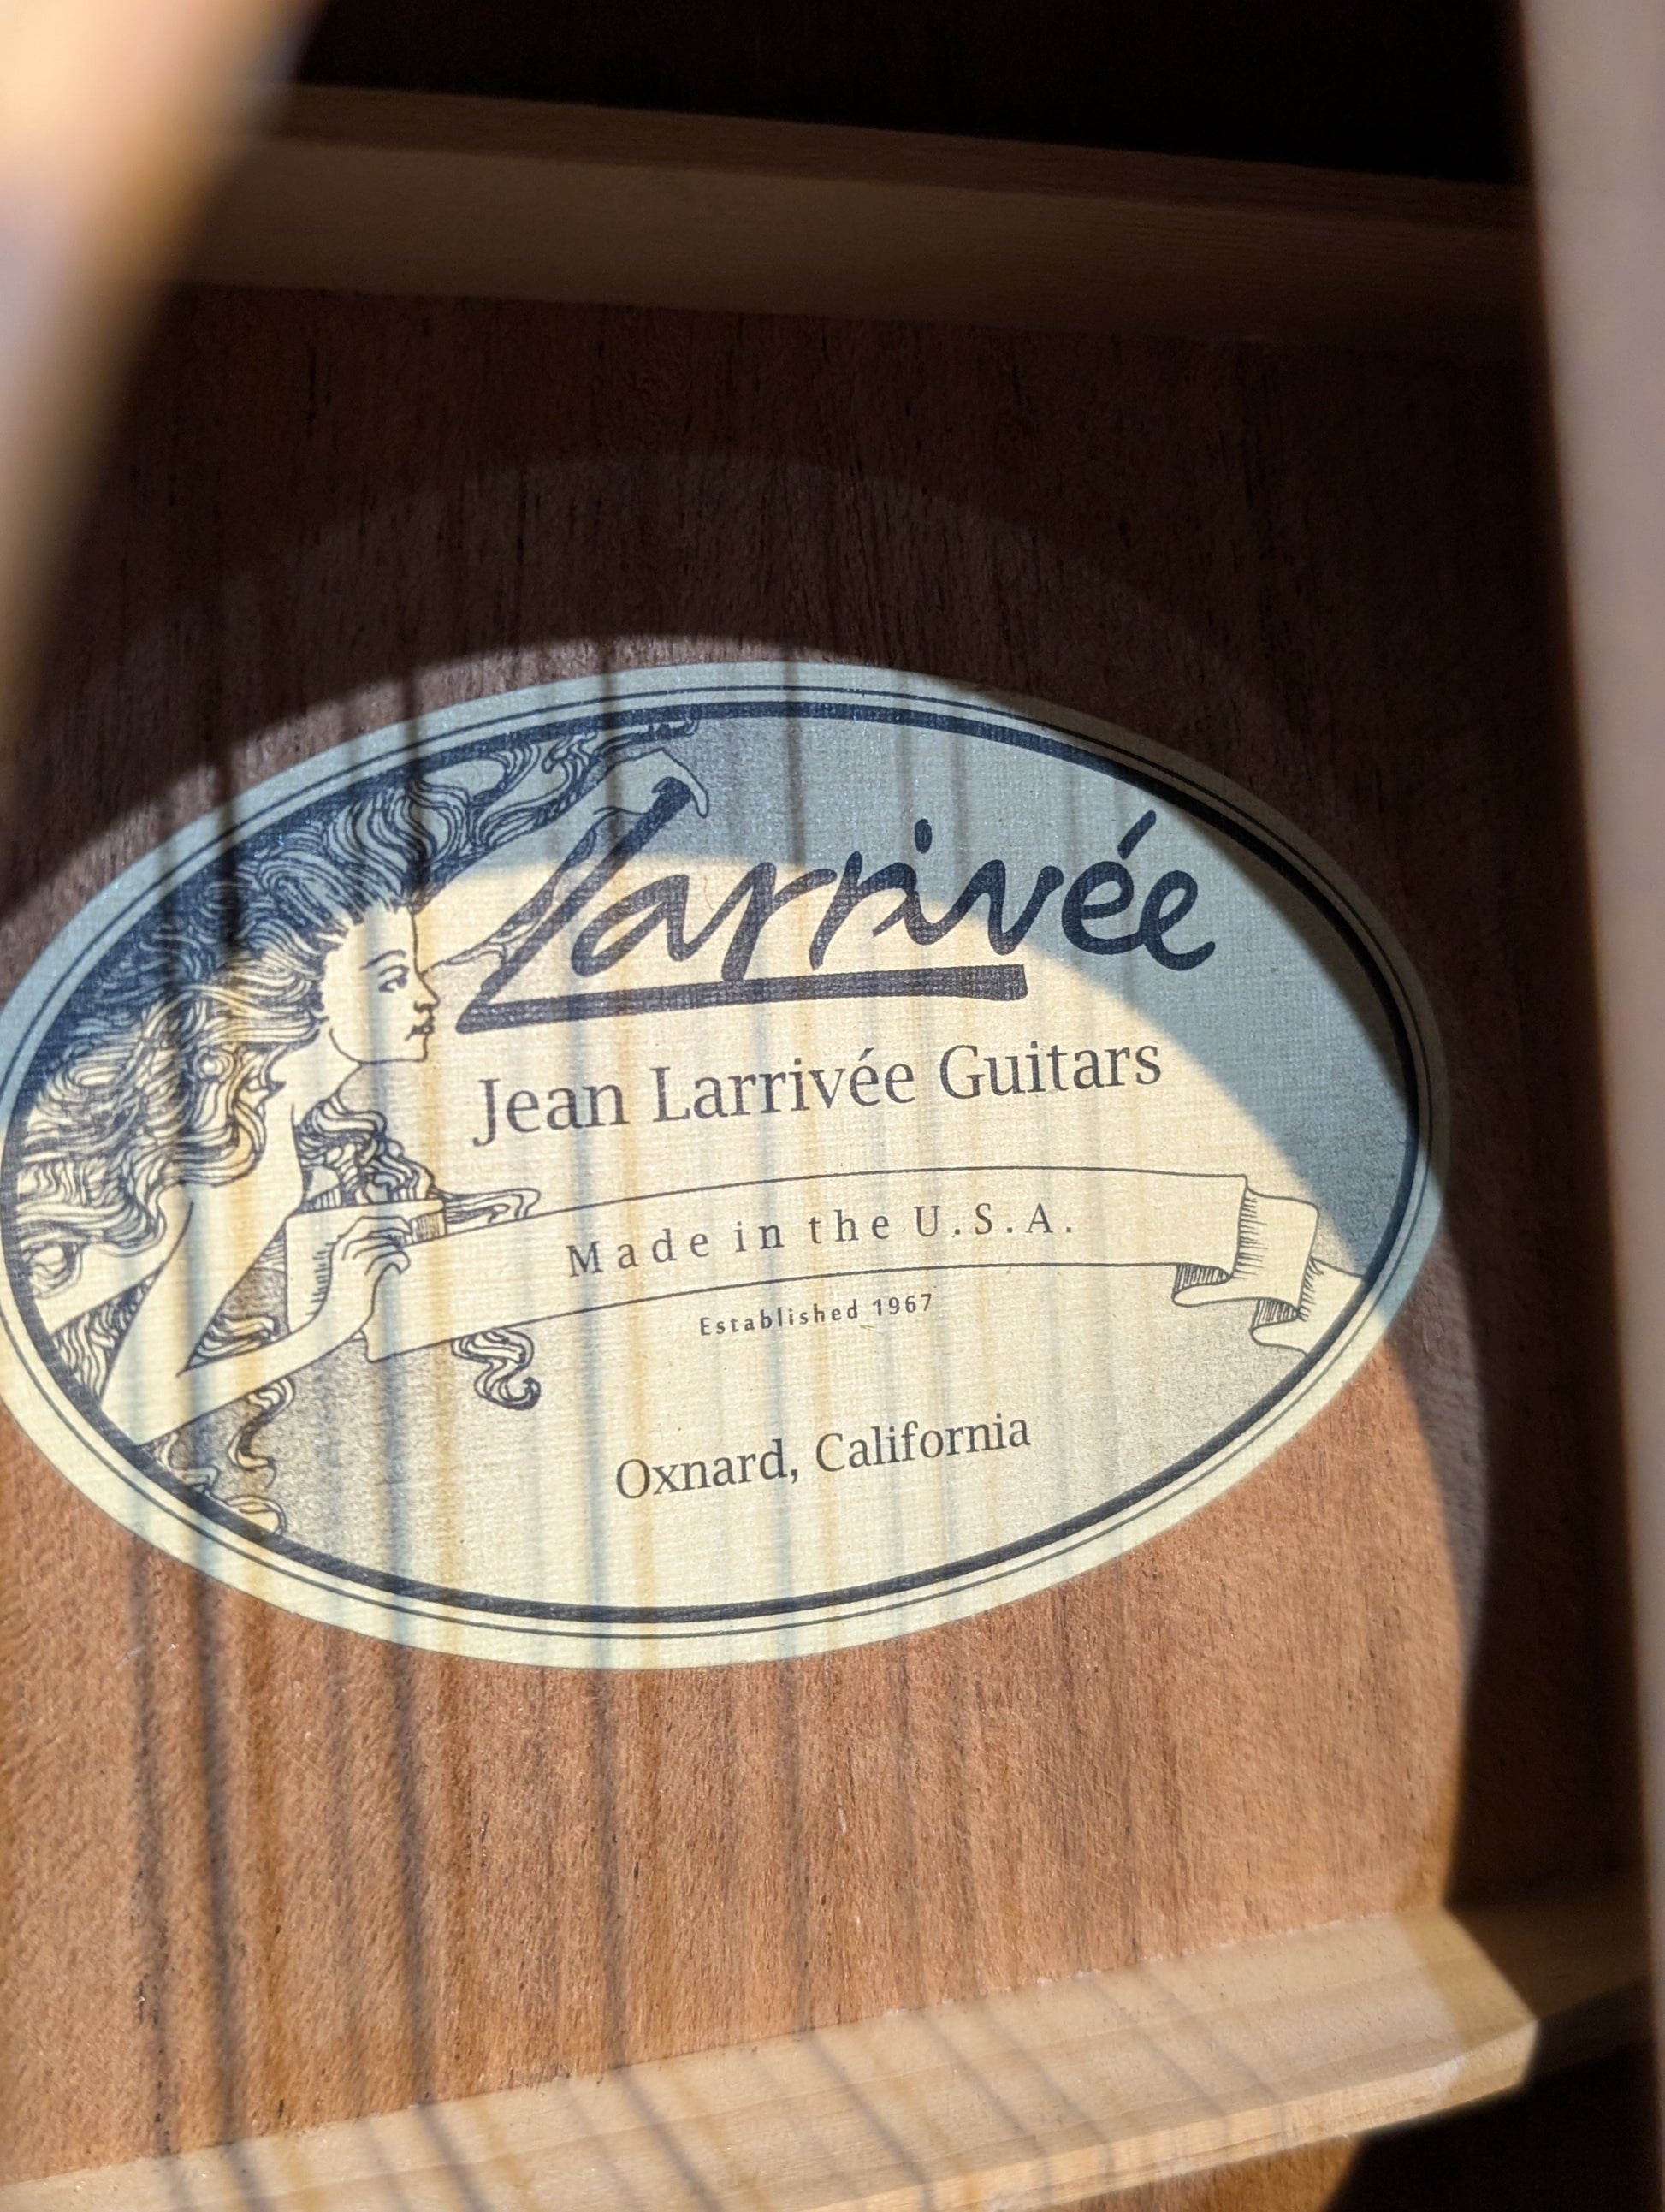 Larrivée
Jean Larrivée Guitars
Made in the U.S.A.
Established 1967
Oxnard, California